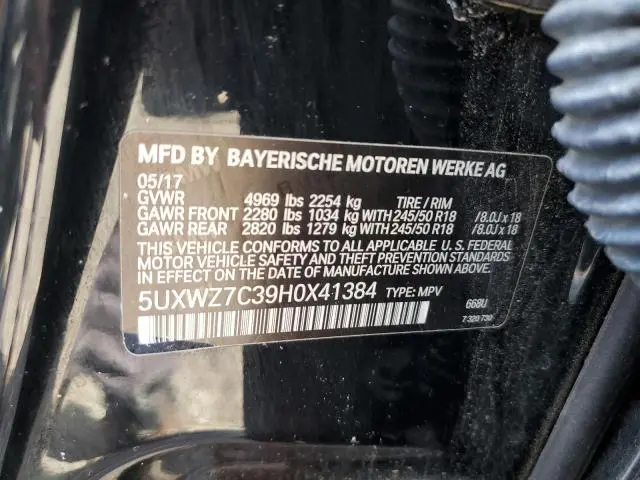 MFD BY BAYERISCHE MOTOREN WERKE AG
05/17
GVWR 4969 lbs 2254 kg TIRE / RIM
GAWR FRONT 2280 lbs 1034 kg WITH 245/50 R18 /8.0J x 18
GAWR REAR 2820 lbs 1279 kg WITH 245/50 R18 /8.0J x 18
THIS VEHICLE CONFORMS TO ALL APPLICABLE U. S. FEDERAL
MOTOR VEHICLE SAFETY AND THEFT PREVENTION STANDARDS
IN EFFECT ON THE DATE OF MANUFACTURE SHOWN ABOVE.
5UXWZ7C39H0X41384 TYPE: MPV 668U
7 320 730